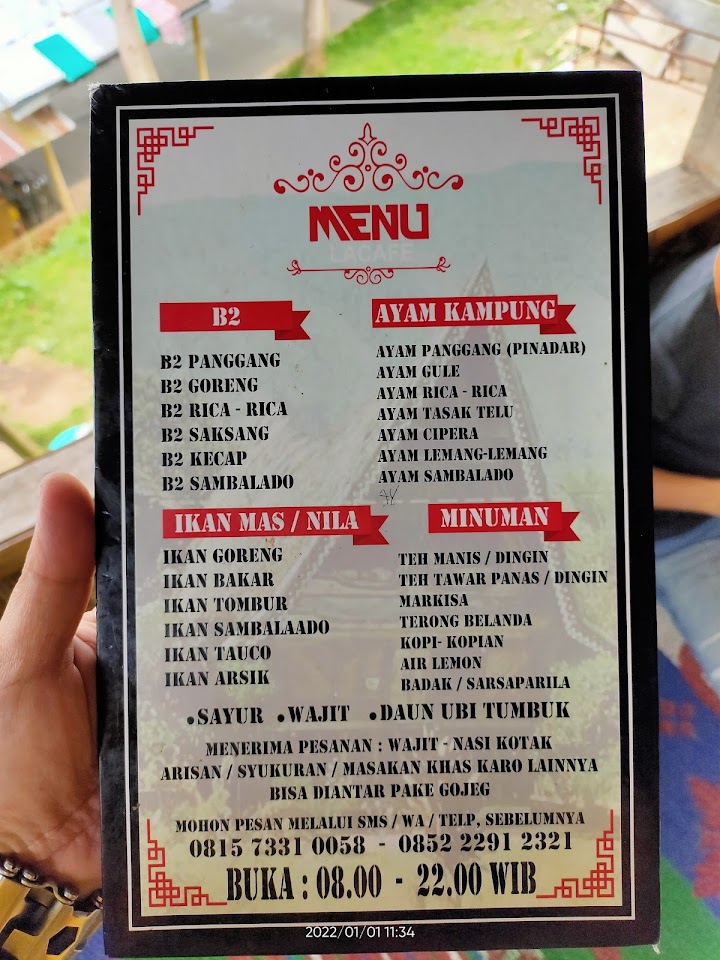 MENU
LACAFE
B2
B2 PANGGANG
B2 GORENG
B2 RICA - RICA
B2 SAKSANG
B2 KECAP
B2 SAMBALADO
AYAM KAMPUNG
AYAM PANGGANG (PINADAR)
AYAM GULE
AYAM RICA - RICA
AYAM TASAK TELU
AYAM CIPERA
AYAM LEMANG-LEMANG
AYAM SAMBALADO
IKAN MAS / NILA
IKAN GORENG
IKAN BAKAR
IKAN TOMBUR
IKAN SAMBALAADO
IKAN TAUCO
IKAN ARSIK
MINUMAN
TEH MANIS / DINGIN
TEH TAWAR PANAS / DINGIN
MARKISA
TERONG BELANDA
KOPI- KOPIAN
AIR LEMON
BADAK / SARSAPARILA
•SAYUR •WAJIT •DAUN UBI TUMBUK
MENERIMA PESANAN : WAJIT - NASI KOTAK
ARISAN / SYUKURAN / MASAKAN KHAS KARO LAINNYA
BISA DIANTAR PAKE GOJEG
MOHON PESAN MELALUI SMS / WA / TELP, SEBELUMNYA
0815 7331 0058 - 0852 2291 2321
BUKA : 08.00 - 22.00 WIB
2022/01/01 11:34